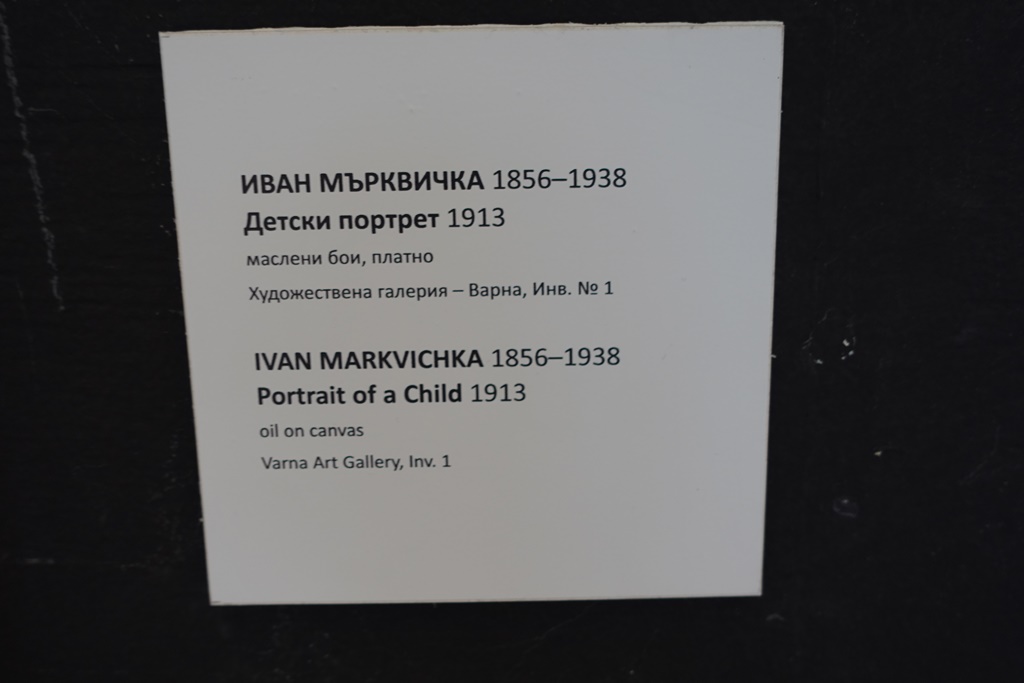 ИВАН МЪРКВИЧКА 1856–1938
Детски портрет 1913
маслени бои, платно
Художествена галерия – Варна, Инв. № 1
IVAN MARKVICHKA 1856–1938
Portrait of a Child 1913
oil on canvas
Varna Art Gallery, Inv. 1